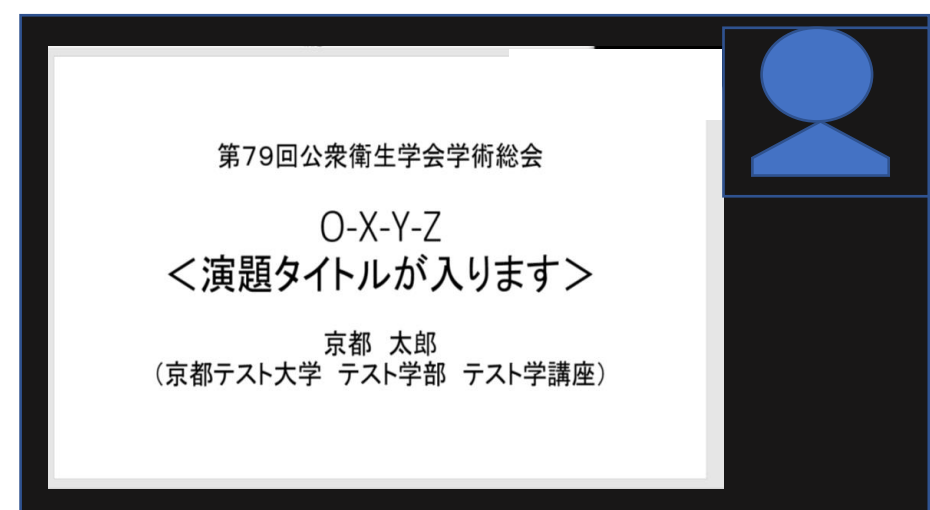 第79回公衆衛生学会学術総会
O-X-Y-Z
＜演題タイトルが入ります＞
京都　太郎
（京都テスト大学　テスト学部　テスト学講座）